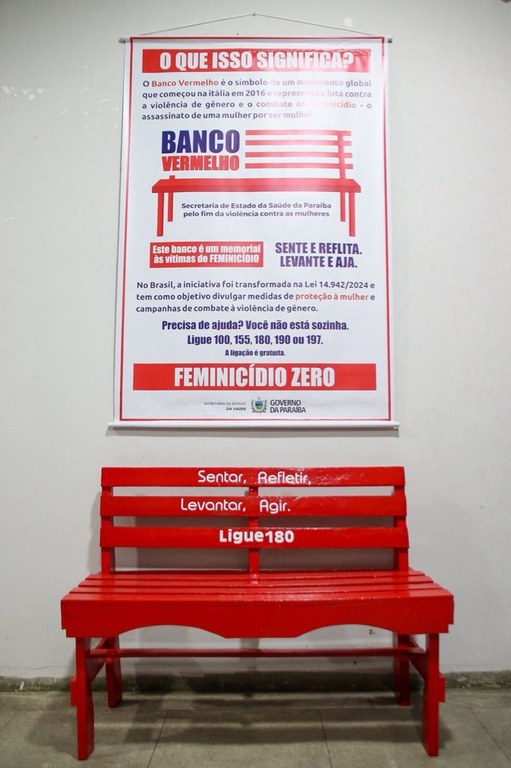 O QUE ISSO SIGNIFICA?
O Banco Vermelho é o símbolo de um movimento global
que começou na itália em 2016 e representa a luta contra
a violência de gênero e o combate ao feminicídio - o
assassinato de uma mulher por ser mulher.
BANCO
VERMELHO
Secretaria de Estado da Saúde da Paraíba
pelo fim da violência contra as mulheres
Este banco é um memorial
às vítimas de FEMINICÍDIO
SENTE E REFLITA.
LEVANTE E AJA.
No Brasil, a iniciativa foi transformada na Lei 14.942/2024 e
tem como objetivo divulgar medidas de proteção à mulher e
campanhas de combate à violência de gênero.
Precisa de ajuda? Você não está sozinha.
Ligue 100, 155, 180, 190 ou 197.
A ligação é gratuita.
FEMINICÍDIO ZERO
SECRETARIA DE ESTADO
DA SAÚDE
GOVERNO
DA PARAÍBA
Sentar, Refletir,
Levantar, Agir.
Ligue180